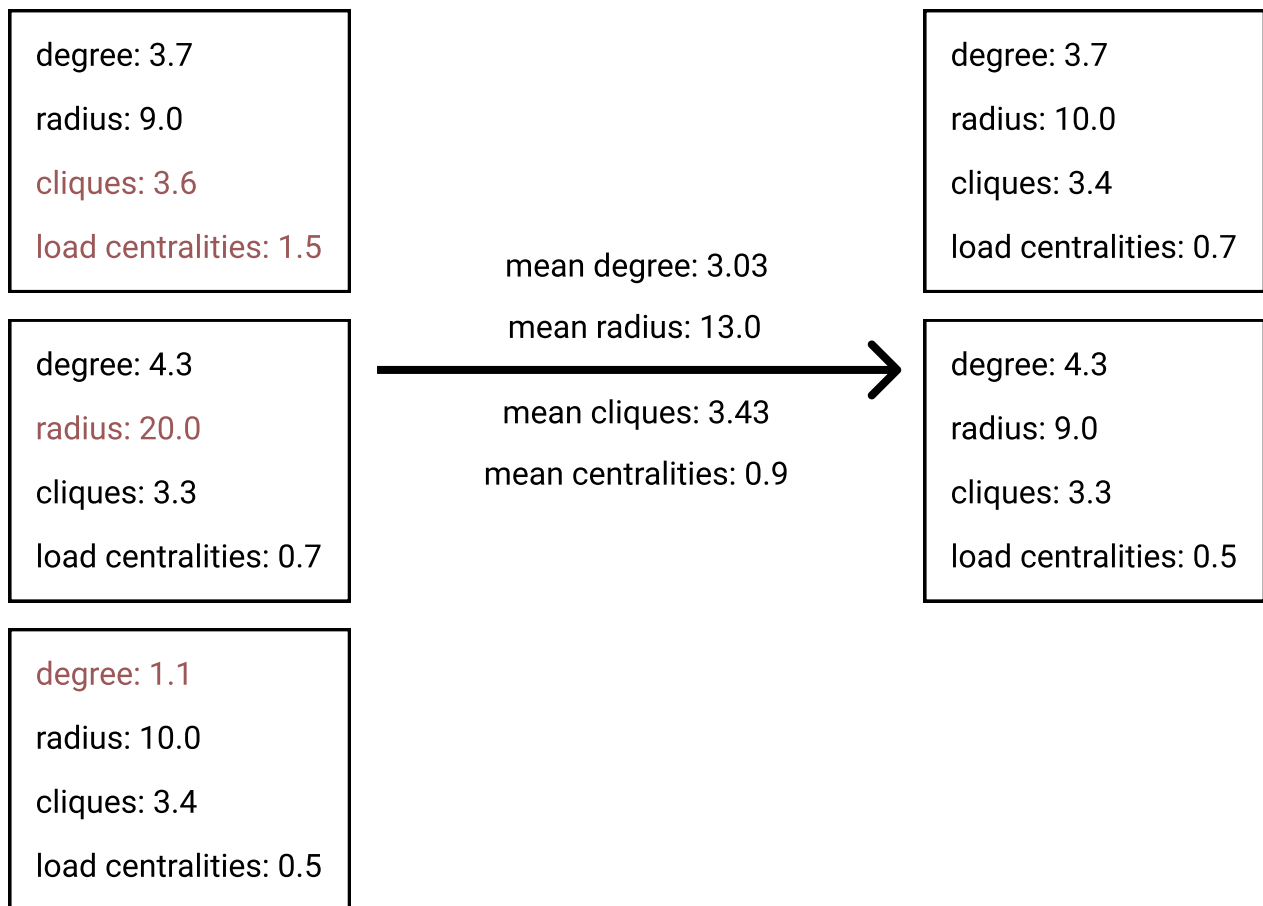 degree: 3.7
radius: 9.0
cliques: 3.6
load centralities: 1.5
degree: 4.3
radius: 20.0
cliques: 3.3
load centralities: 0.7
degree: 1.1
radius: 10.0
cliques: 3.4
load centralities: 0.5
mean degree: 3.03
mean radius: 13.0
mean cliques: 3.43
mean centralities: 0.9
degree: 3.7
radius: 10.0
cliques: 3.4
load centralities: 0.7
degree: 4.3
radius: 9.0
cliques: 3.3
load centralities: 0.5